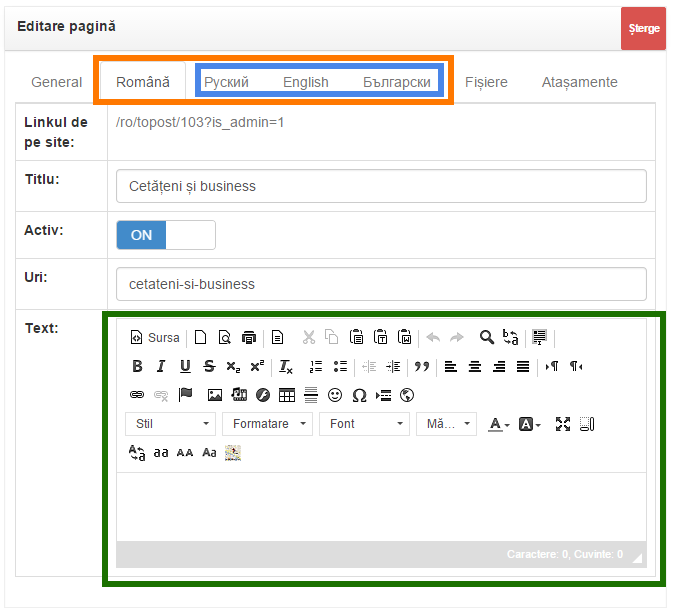 Editare pagină
Șterge
General Română Руский English Български Fișiere Atașamente
Linkul de pe site: /ro/topost/103?is_admin=1
Titlu: Cetățeni și business
Activ: ON
Uri: cetateni-si-business
Text:
Sursa
Stil Formatare Font Mă...
Caractere: 0, Cuvinte: 0